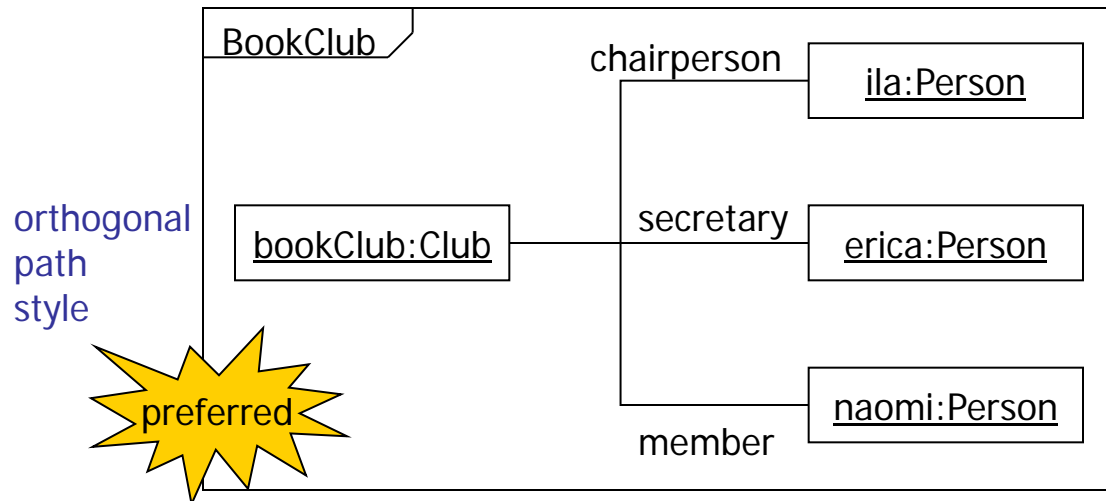 BookClub
chairperson
ila:Person
orthogonal
path
style
bookClub:Club
secretary
erica:Person
preferred
member
naomi:Person